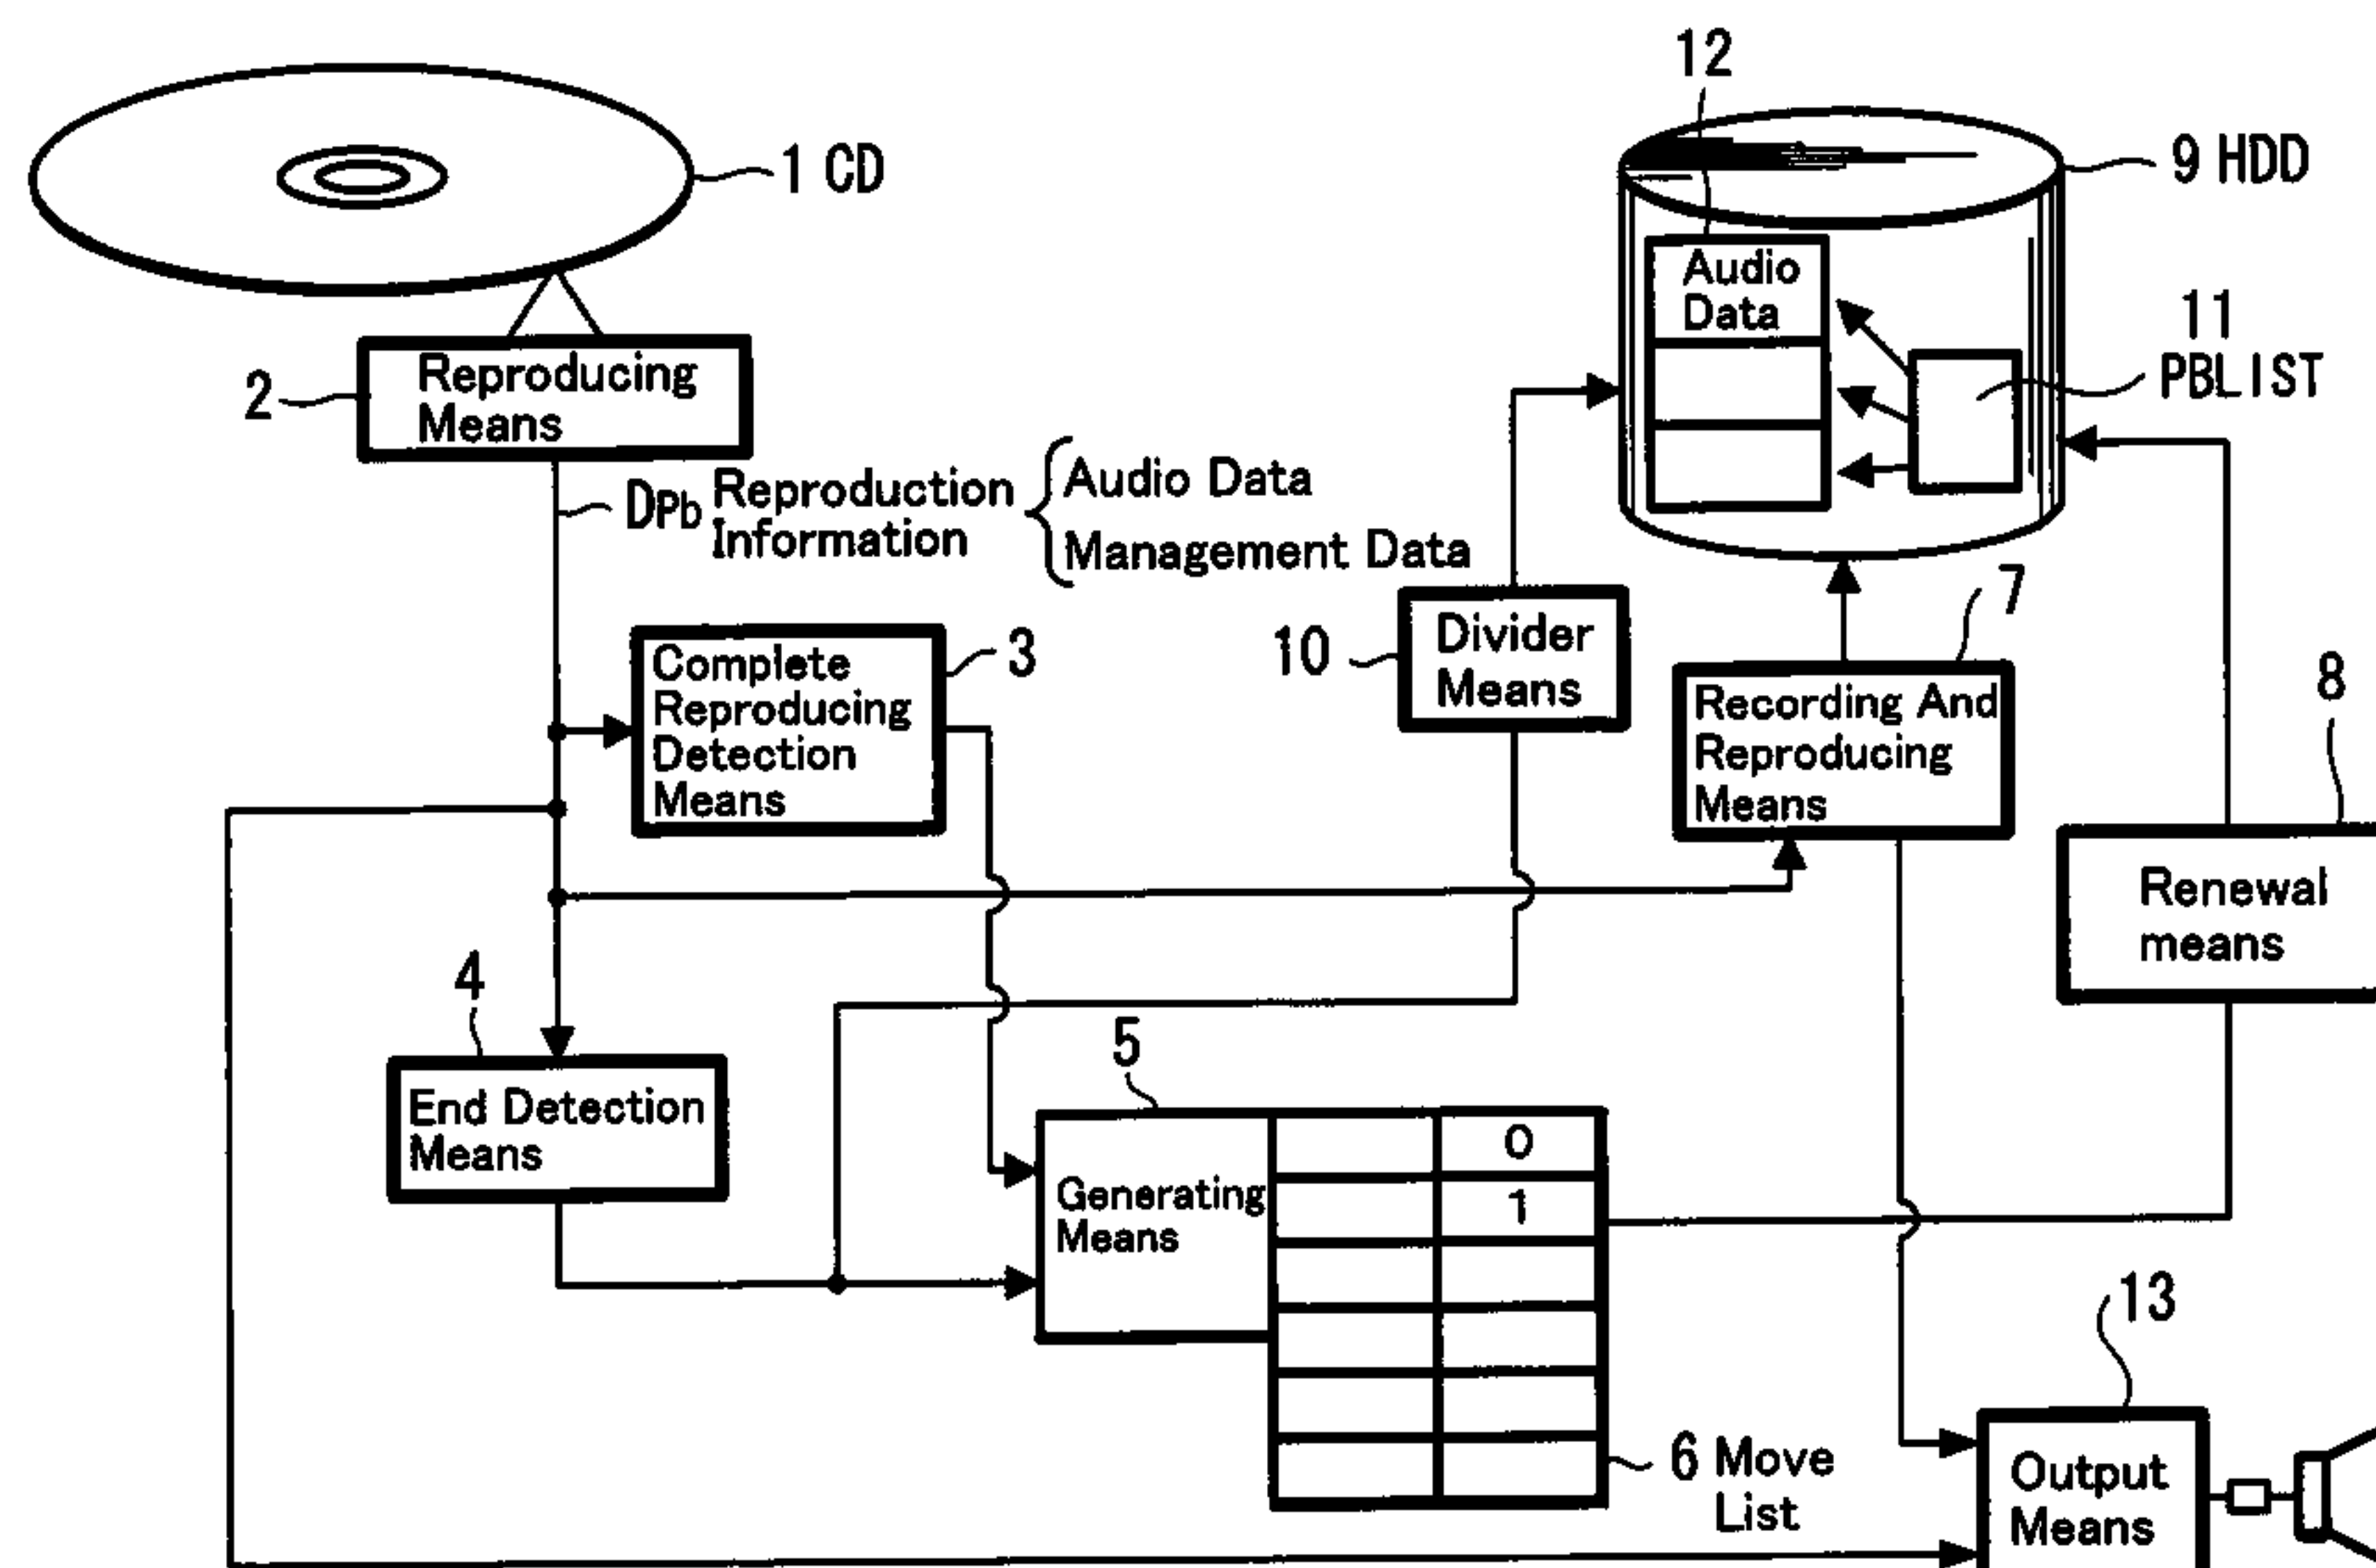 12
1 CD
9 HDD
Audio
Data
11
PBLIST
2
Reproducing
Means
DPb
Reproduction
Information
Audio Data
Management Data
10
Divider
Means
7
Recording And
Reproducing
Means
8
Renewal
means
3
Complete
Reproducing
Detection
Means
4
End Detection
Means
5
Generating
Means
0
1
6 Move
List
13
Output
Means